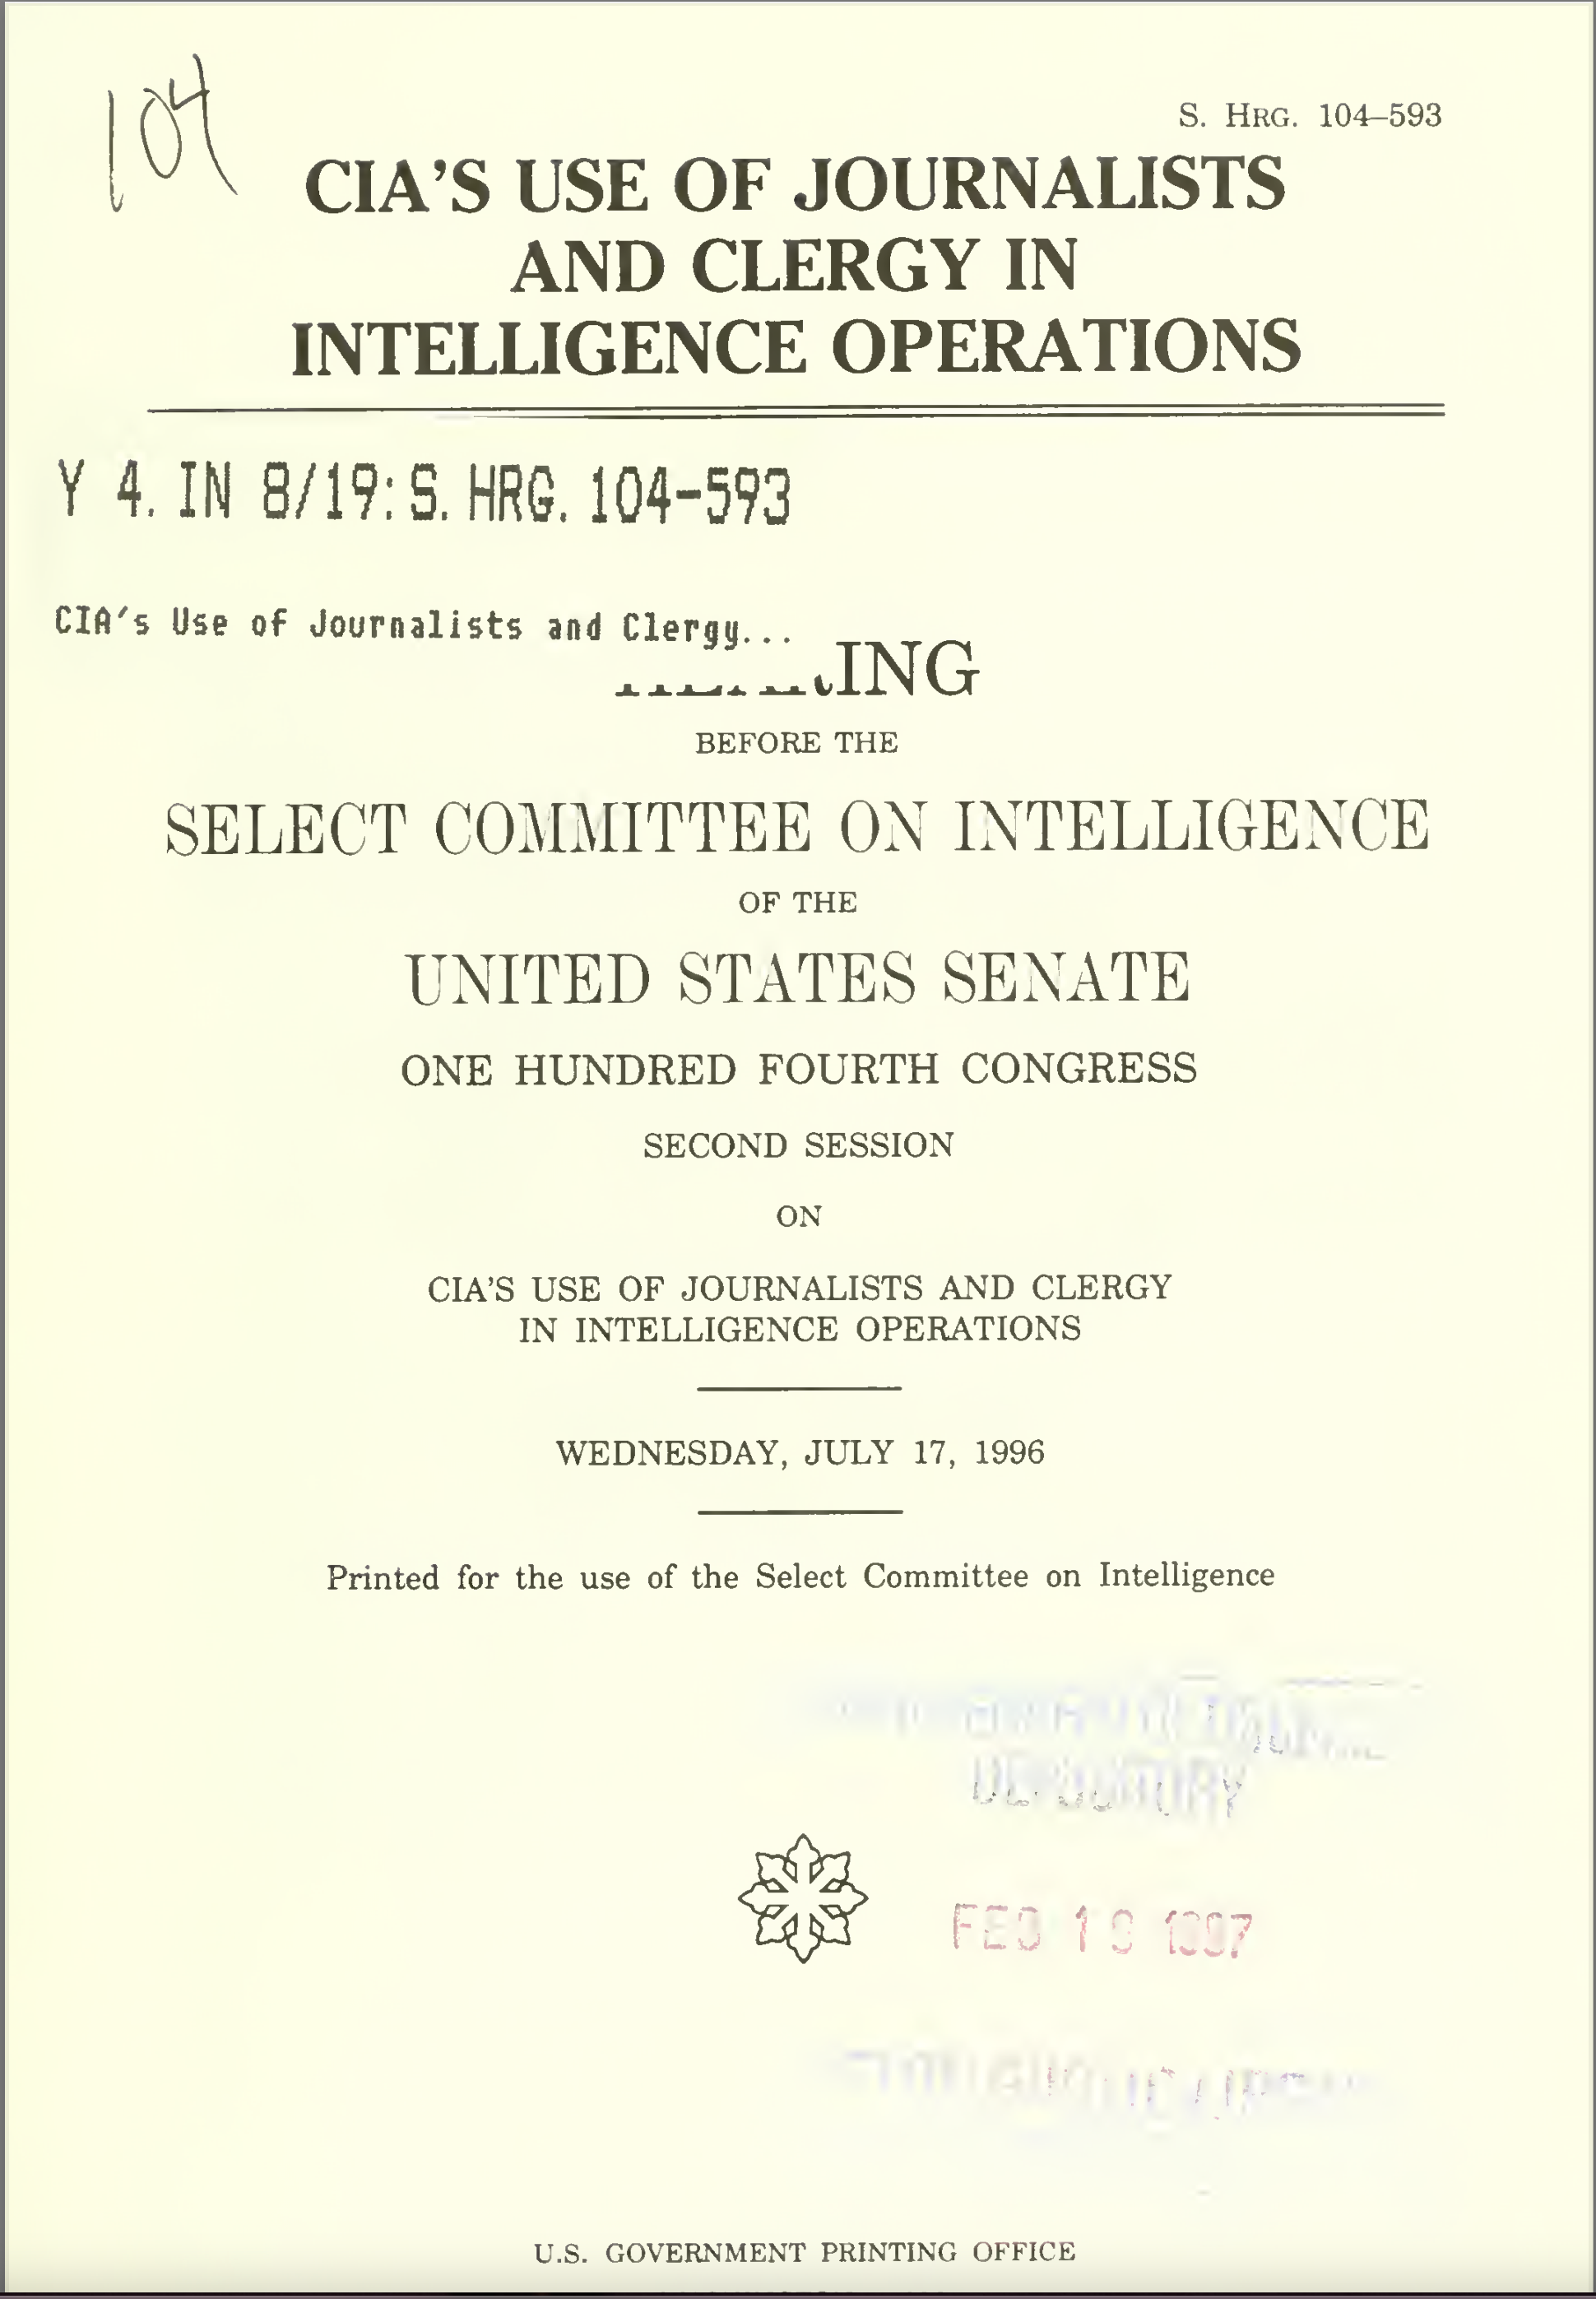 104
S. HRG. 104–593
CIA'S USE OF JOURNALISTS
AND CLERGY IN
INTELLIGENCE OPERATIONS
Y 4. IN 8/19: S. HRG. 104-593
CIA's Use of Journalists and Clergy...
ING
BEFORE THE
SELECT COMMITTEE ON INTELLIGENCE
OF THE
UNITED STATES SENATE
ONE HUNDRED FOURTH CONGRESS
SECOND SESSION
ON
CIA'S USE OF JOURNALISTS AND CLERGY
IN INTELLIGENCE OPERATIONS
WEDNESDAY, JULY 17, 1996
Printed for the use of the Select Committee on Intelligence
FEB 1 1997
U.S. GOVERNMENT PRINTING OFFICE